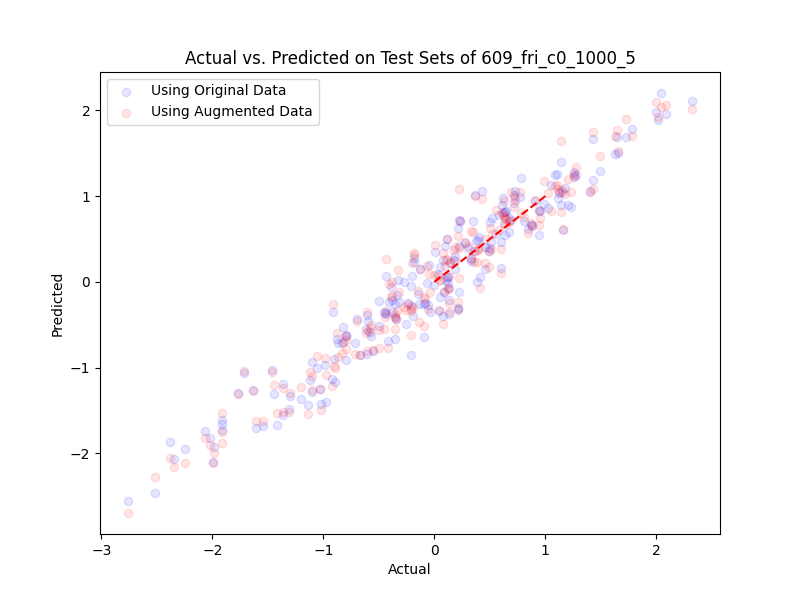 Actual vs. Predicted on Test Sets of 609_fri_c0_1000_5
Using Original Data
Using Augmented Data
2
1
0
−1
−2
Predicted
−3
−2
−1
0
1
2
Actual